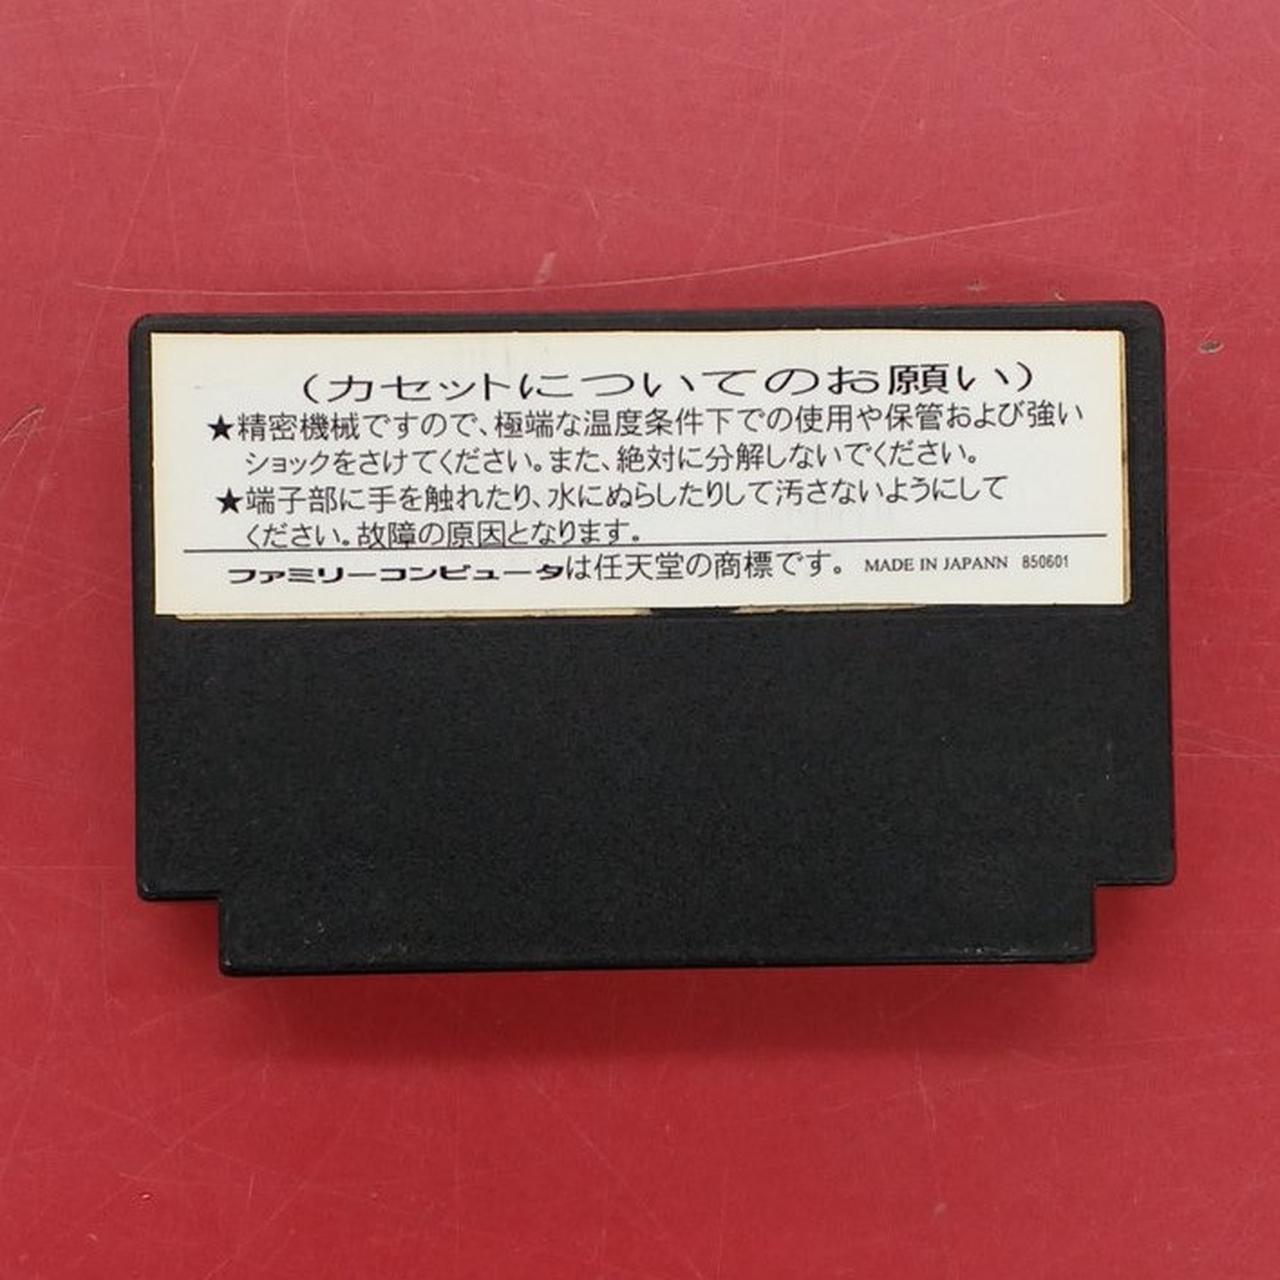 (カセットについてのお願い)
★精密機械ですので、極端な温度条件下での使用や保管および強い
ショックをさけてください。また、絶対に分解しないでください。
★端子部に手を触れたり、水にぬらしたりして汚さないようにして
ください。故障の原因となります。
ファミリーコンピュータは任天堂の商標です。 MADE IN JAPANN 850601